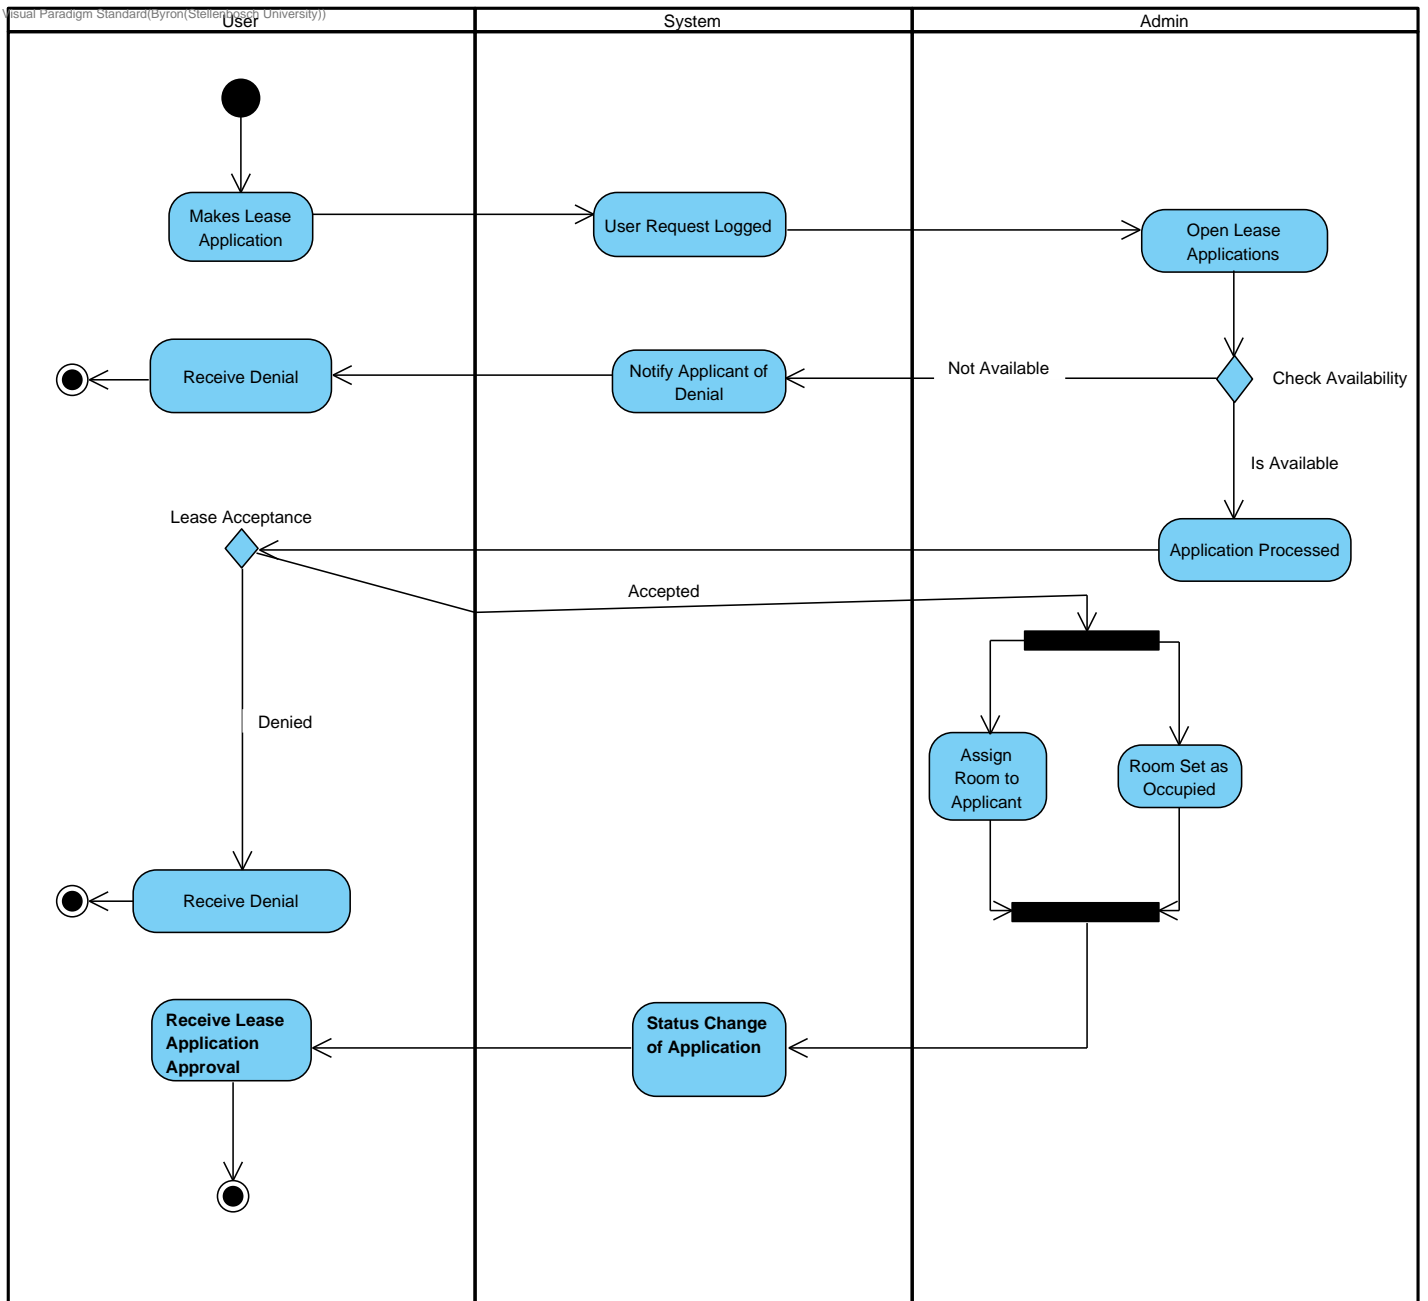 Visual Paradigm Standard(Byron(Stellenbosch University))
User
System
Admin
Makes Lease
Application
User Request Logged
Open Lease
Applications
Receive Denial
Notify Applicant of
Denial
Not Available
Check Availability
Is Available
Lease Acceptance
Application Processed
Accepted
Denied
Assign
Room to
Applicant
Room Set as
Occupied
Receive Denial
Receive Lease
Application
Approval
Status Change
of Application